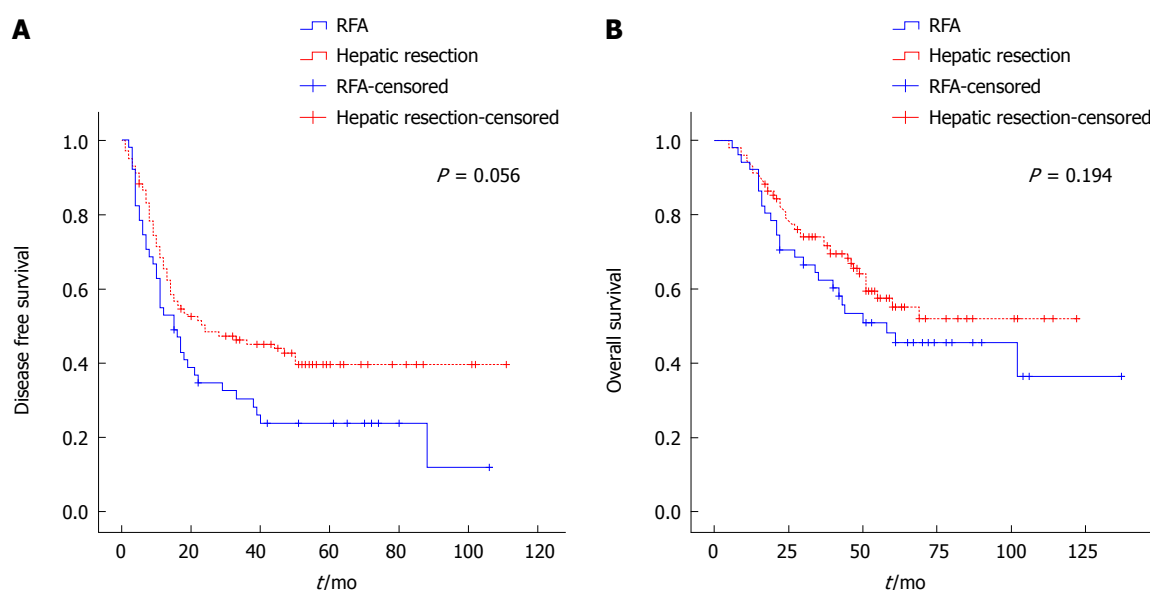 A
RFA
Hepatic resection
RFA-censored
Hepatic resection-censored
P = 0.056
Disease free survival
1.0
0.8
0.6
0.4
0.2
0.0
0 20 40 60 80 100 120
t/mo
B
RFA
Hepatic resection
RFA-censored
Hepatic resection-censored
P = 0.194
Overall survival
1.0
0.8
0.6
0.4
0.2
0.0
0 25 50 75 100 125
t/mo